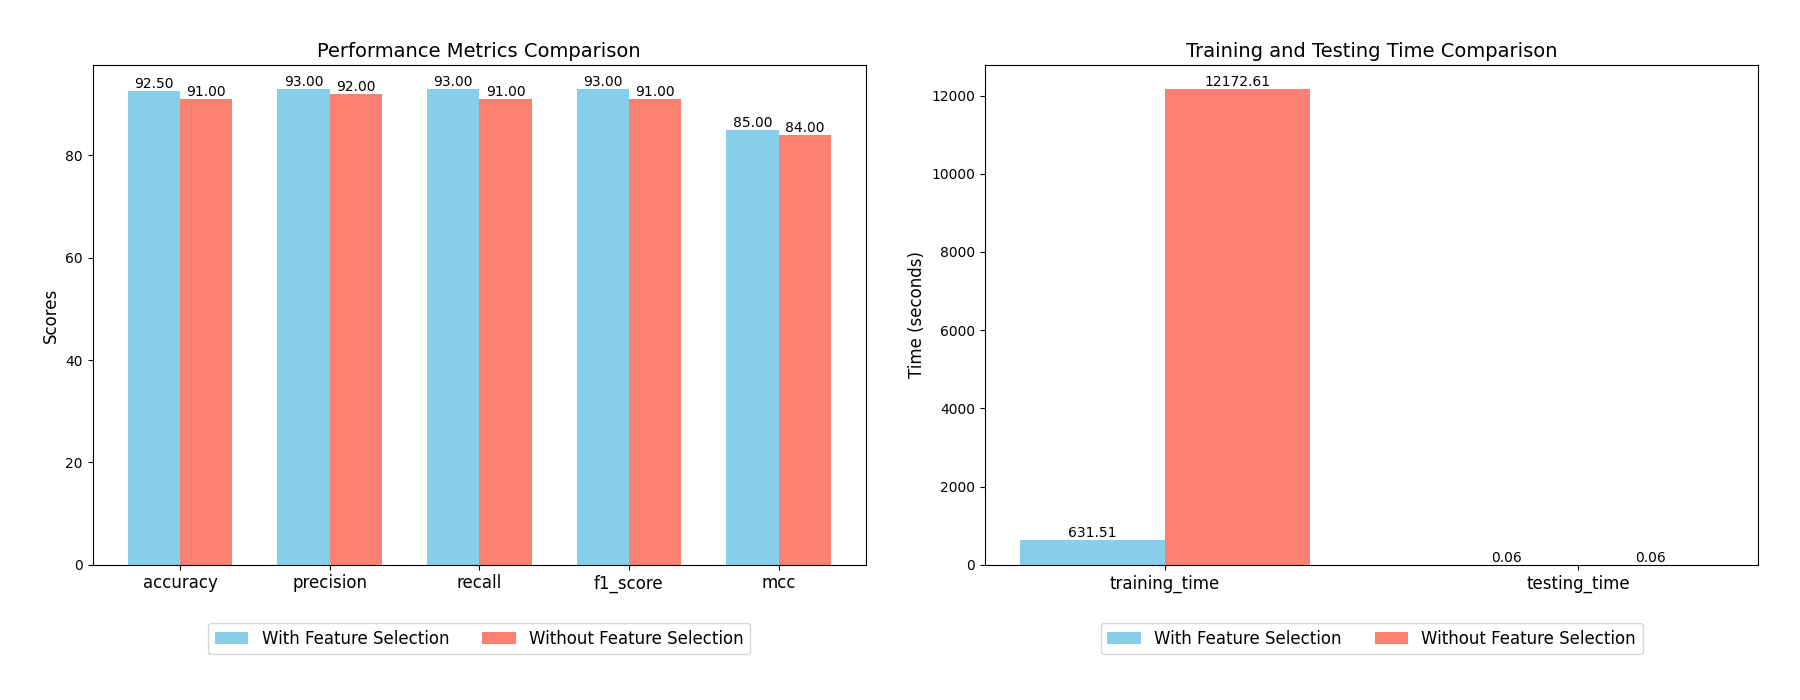 Performance Metrics Comparison
92.50
91.00
93.00
92.00
93.00
91.00
93.00
91.00
85.00
84.00
80
60
40
20
0
Scores
accuracy
precision
recall
f1_score
mcc
With Feature Selection
Without Feature Selection
Training and Testing Time Comparison
12172.61
631.51
0.06
0.06
12000
10000
8000
6000
4000
2000
0
Time (seconds)
training_time
testing_time
With Feature Selection
Without Feature Selection